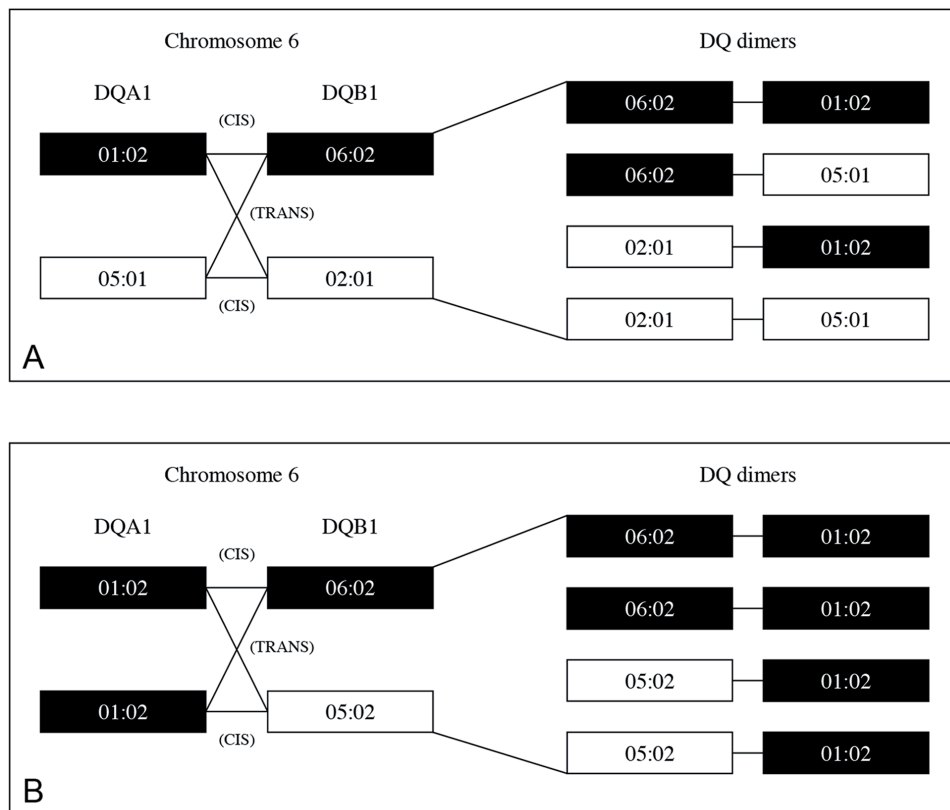 Chromosome 6 DQ dimers
DQA1 DQB1
06:02 01:02
(CIS)
01:02 06:02
06:02 05:01
(TRANS)
02:01 01:02
05:01 02:01
(CIS)
02:01 05:01
A
Chromosome 6 DQ dimers
DQA1 DQB1
06:02 01:02
(CIS)
01:02 06:02
06:02 01:02
(TRANS)
05:02 01:02
01:02 05:02
(CIS)
05:02 01:02
B